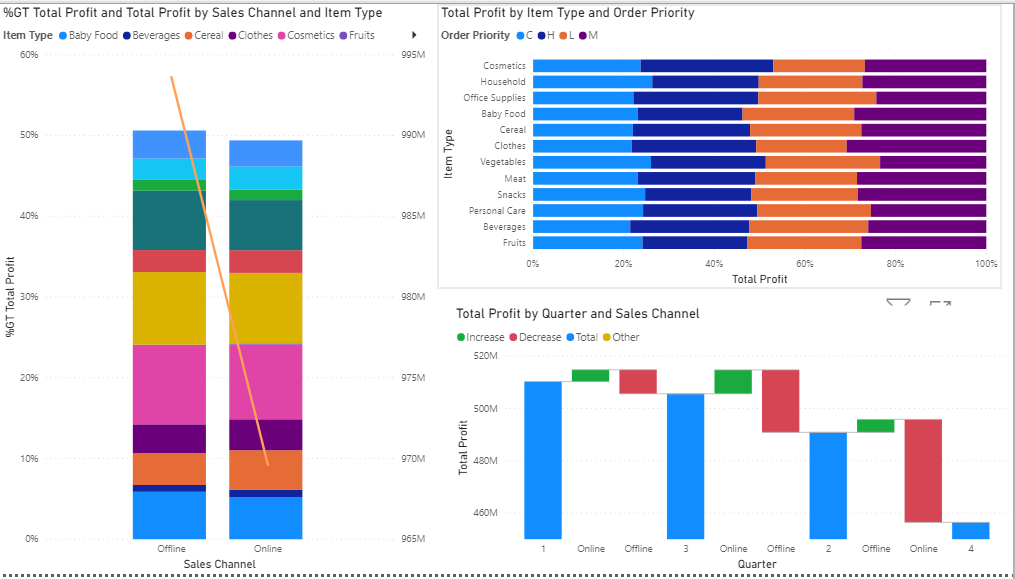 %GT Total Profit and Total Profit by Sales Channel and Item Type
Item Type Baby Food Beverages Cereal Clothes Cosmetics Fruits
60%
50%
40%
30%
20%
10%
0%
%GT Total Profit
995M
990M
985M
980M
975M
970M
965M
Offline Online
Sales Channel
Total Profit by Item Type and Order Priority
Order Priority C H L M
Item Type
Cosmetics
Household
Office Supplies
Baby Food
Cereal
Clothes
Vegetables
Meat
Snacks
Personal Care
Beverages
Fruits
0% 20% 40% 60% 80% 100%
Total Profit
Total Profit by Quarter and Sales Channel
Increase Decrease Total Other
520M
500M
480M
460M
Total Profit
1 Online Offline 3 Online Offline 2 Offline Online 4
Quarter